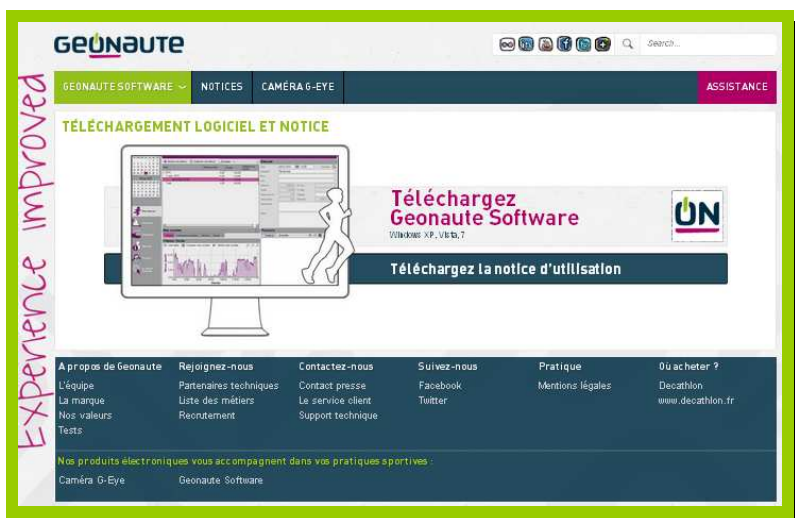 GEONAUTE
Search...
Experience improved
GEONAUTE SOFTWARE
NOTICES
CAMÉRA G-EYE
ASSISTANCE
TÉLÉCHARGEMENT LOGICIEL ET NOTICE
Téléchargez
Geonaute Software
Windows XP, Vista, 7
ON
Téléchargez la notice d'utilisation
A propos de Geonaute
L'équipe
La marque
Nos valeurs
Tests
Rejoignez-nous
Partenaires techniques
Liste des métiers
Recrutement
Contactez-nous
Contact presse
Le service client
Support technique
Suivez-nous
Facebook
Twitter
Pratique
Mentions légales
Où acheter ?
Decathlon
www.decathlon.fr
Nos produits électroniques vous accompagnent dans vos pratiques sportives :
Caméra G-Eye
Geonaute Software